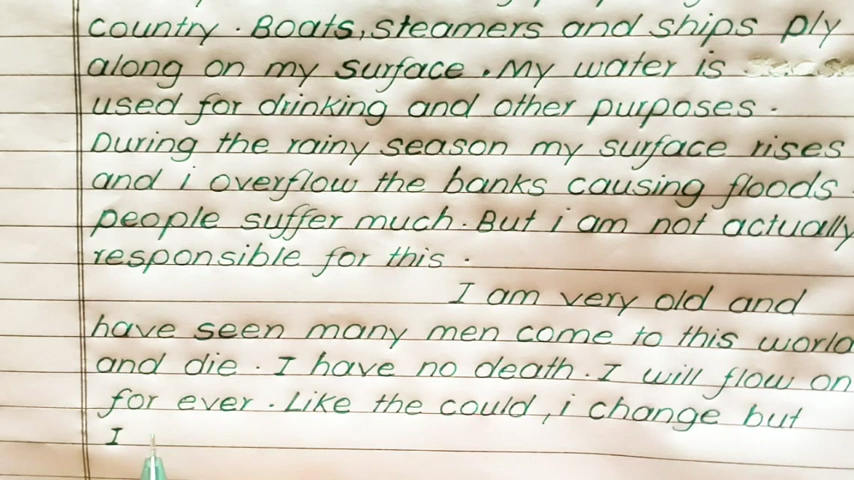 country. Boats, steamers and ships ply
along on my surface. My water is
used for drinking and other purposes.
During the rainy season my surface rises
and i overflow the banks causing floods.
people suffer much. But i am not actually
responsible for this.
I am very old and
have seen many men come to this world
and die. I have no death. I will flow on
for ever. Like the could, i change but
I